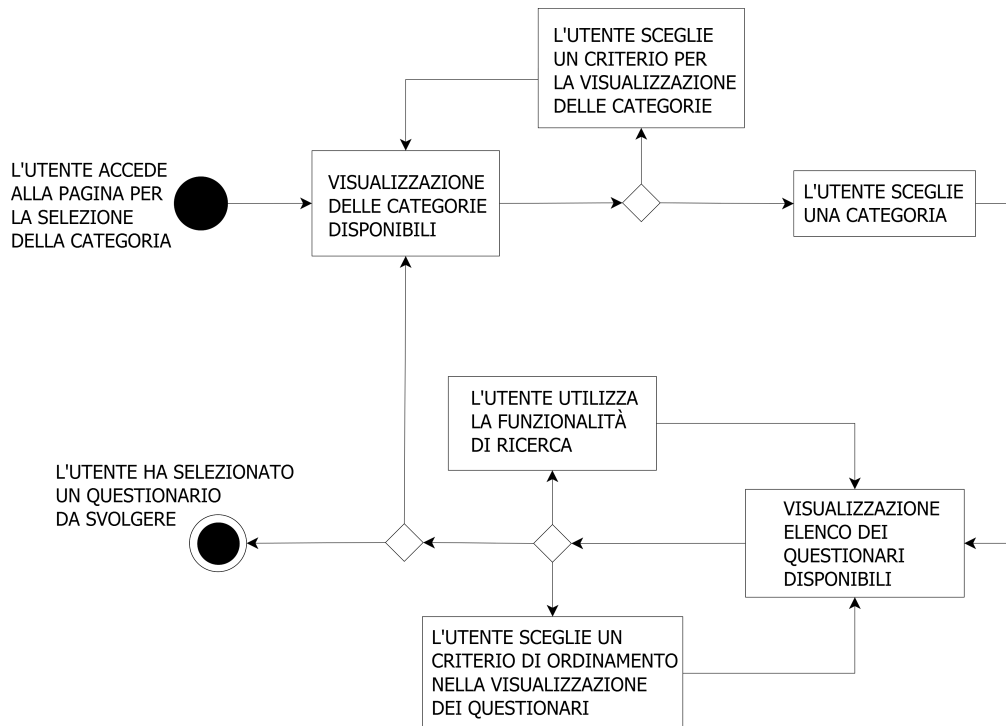 L'UTENTE SCEGLIE
UN CRITERIO PER
LA VISUALIZZAZIONE
DELLE CATEGORIE
L'UTENTE ACCEDE
ALLA PAGINA PER
LA SELEZIONE
DELLA CATEGORIA
VISUALIZZAZIONE
DELLE CATEGORIE
DISPONIBILI
L'UTENTE SCEGLIE
UNA CATEGORIA
L'UTENTE UTILIZZA
LA FUNZIONALITÀ
DI RICERCA
L'UTENTE HA SELEZIONATO
UN QUESTIONARIO
DA SVOLGERE
VISUALIZZAZIONE
ELENCO DEI
QUESTIONARI
DISPONIBILI
L'UTENTE SCEGLIE UN
CRITERIO DI ORDINAMENTO
NELLA VISUALIZZAZIONE
DEI QUESTIONARI